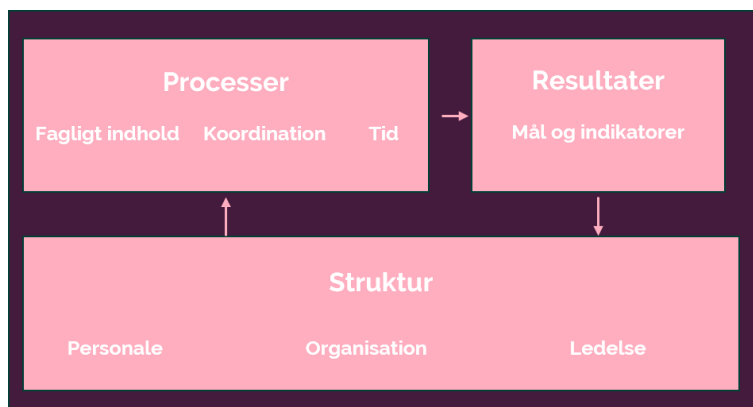 Processer
Fagligt indhold Koordination Tid
Resultater
Mål og indikatorer
Struktur
Personale Organisation Ledelse